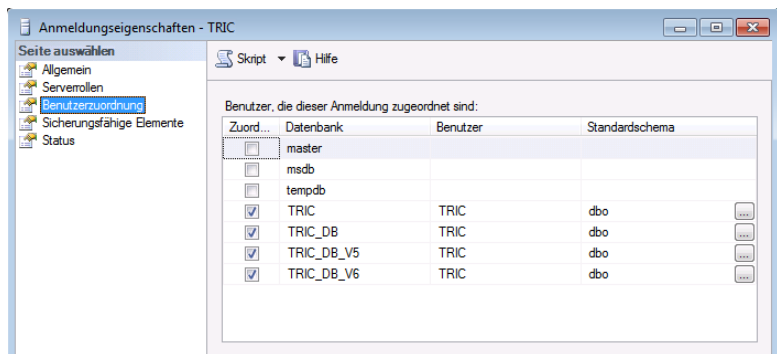 Anmeldungseigenschaften - TRIC
Seite auswählen
Allgemein
Serverrollen
Benutzerzuordnung
Sicherungsfähige Elemente
Status
Skript Hilfe
Benutzer, die dieser Anmeldung zugeordnet sind:
Zuord... Datenbank Benutzer Standardschema
master
msdb
tempdb
TRIC TRIC dbo ...
TRIC_DB TRIC dbo ...
TRIC_DB_V5 TRIC dbo ...
TRIC_DB_V6 TRIC dbo ...